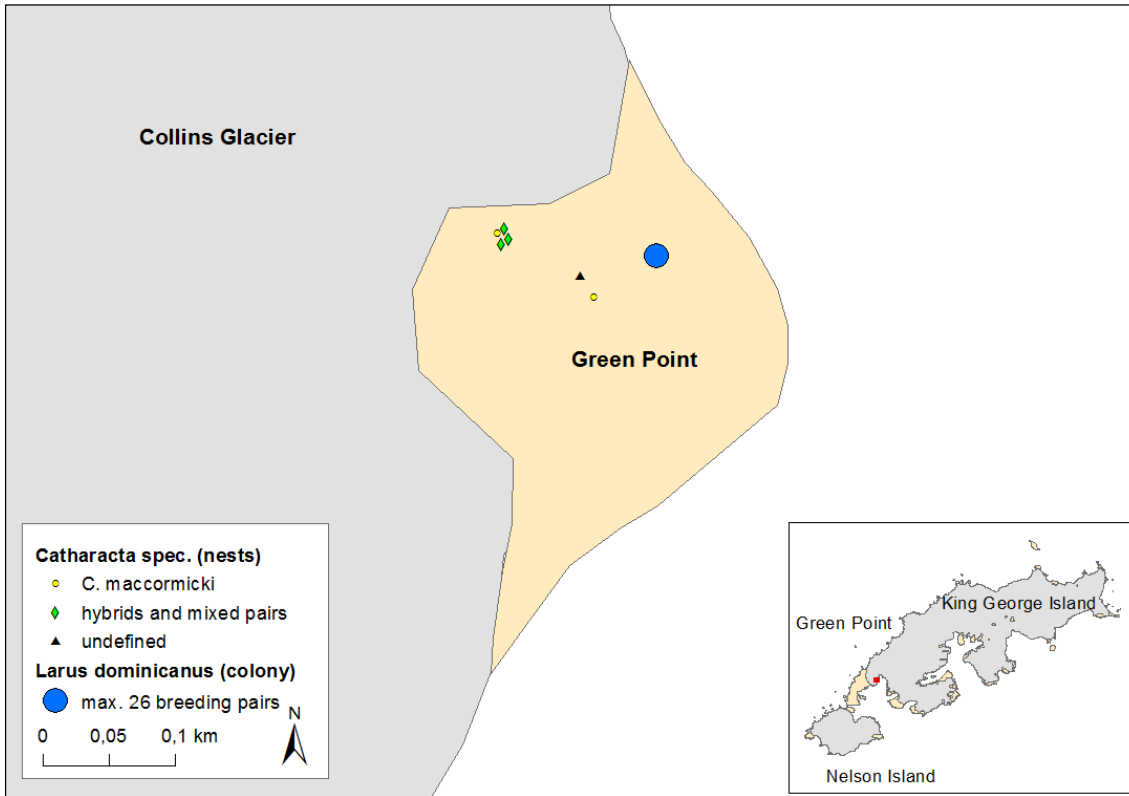 Collins Glacier
Green Point
Catharacta spec. (nests)
C. maccormicki
hybrids and mixed pairs
undefined
Larus dominicanus (colony)
max. 26 breeding pairs
N
0 0,05 0,1 km
King George Island
Green Point
Nelson Island